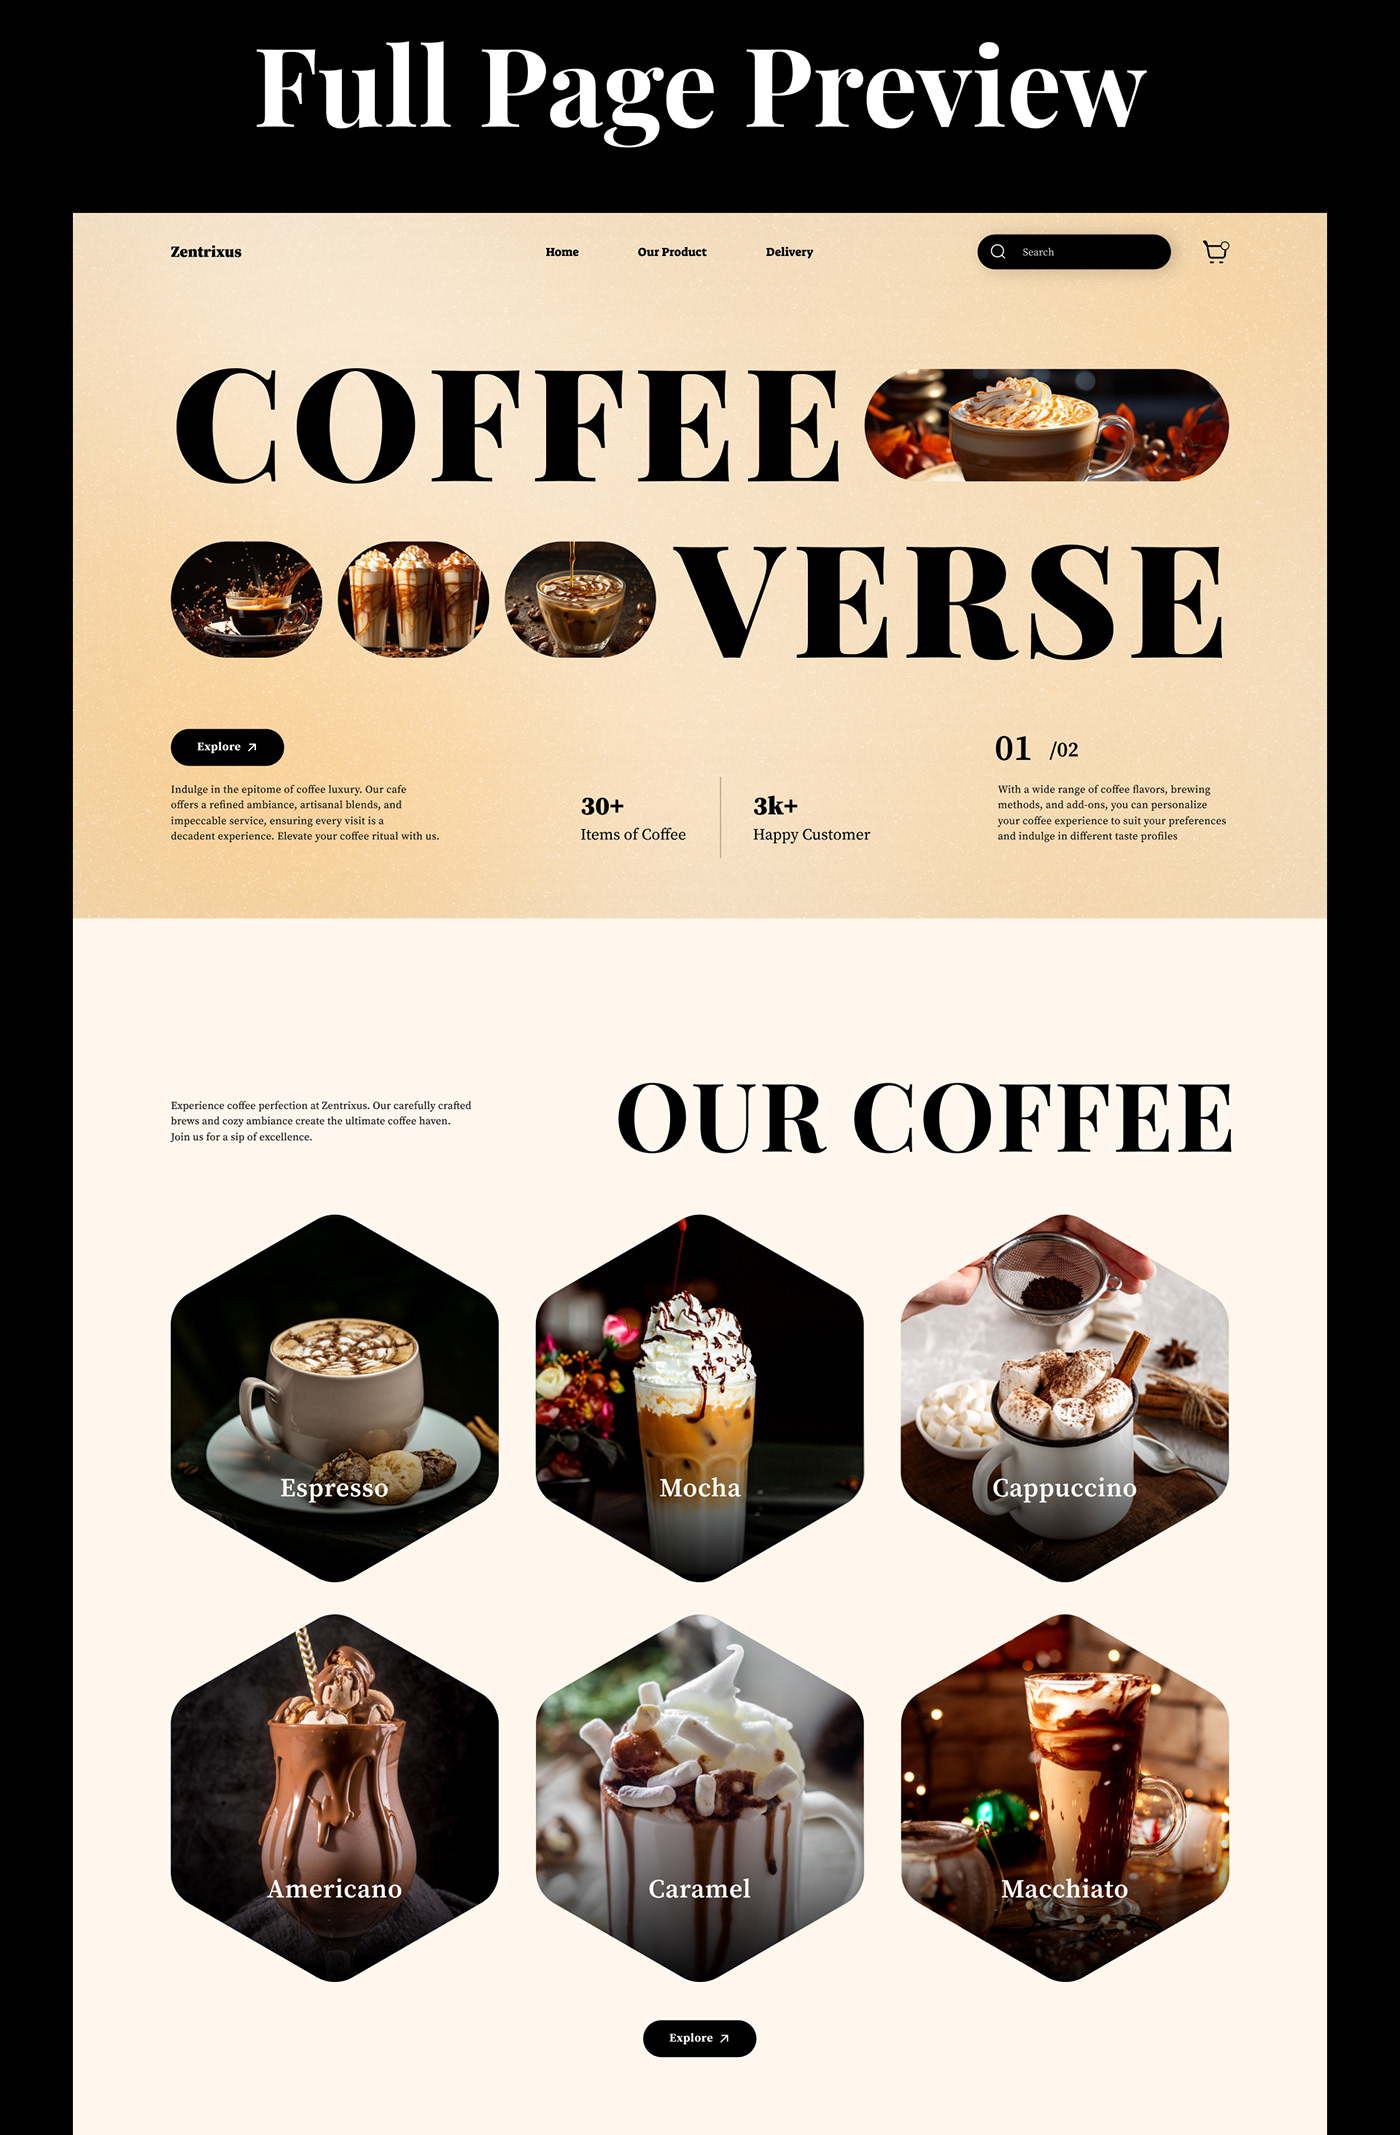 Full Page Preview
Zentrixus
Home
Our Product
Delivery
Search
COFFEE
VERSE
Explore
Indulge in the epitome of coffee luxury. Our cafe
offers a refined ambiance, artisanal blends, and
impeccable service, ensuring every visit is a
decadent experience. Elevate your coffee ritual with us.
30+
Items of Coffee
3k+
Happy Customer
01 /02
With a wide range of coffee flavors, brewing
methods, and add-ons, you can personalize
your coffee experience to suit your preferences
and indulge in different taste profiles
Experience coffee perfection at Zentrixus. Our carefully crafted
brews and cozy ambiance create the ultimate coffee haven.
Join us for a sip of excellence.
OUR COFFEE
Espresso
Mocha
Cappuccino
Americano
Caramel
Macchiato
Explore